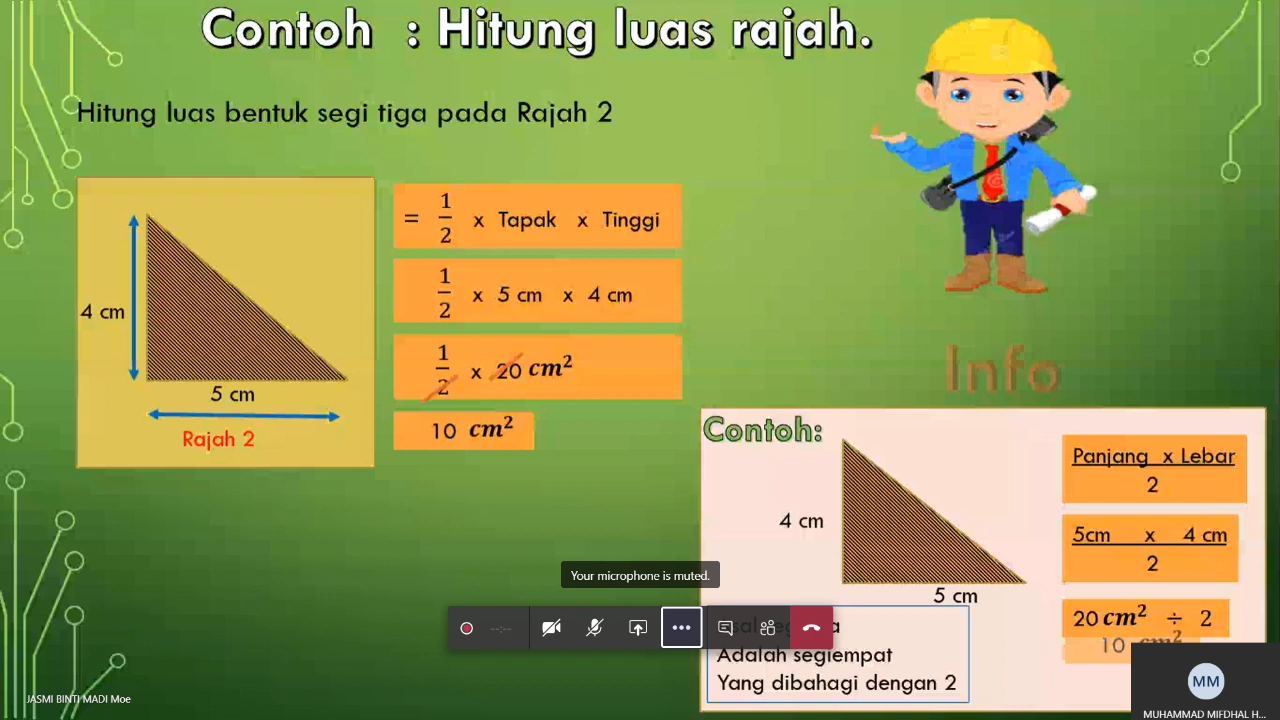 Contoh : Hitung luas rajah.
Hitung luas bentuk segi tiga pada Rajah 2
4 cm
5 cm
Rajah 2
= 1/2 x Tapak x Tinggi
1/2 x 5 cm x 4 cm
1/2 x 20 cm²
10 cm²
Info
Contoh:
4 cm
5 cm
Panjang x Lebar
2
5cm x 4 cm
2
20 cm² ÷ 2
10 cm²
Adalah segiempat
Yang dibahagi dengan 2
Your microphone is muted.
--:--
JASMI BINTI MADI Moe
MM
MUHAMMAD MIFDHAL H...